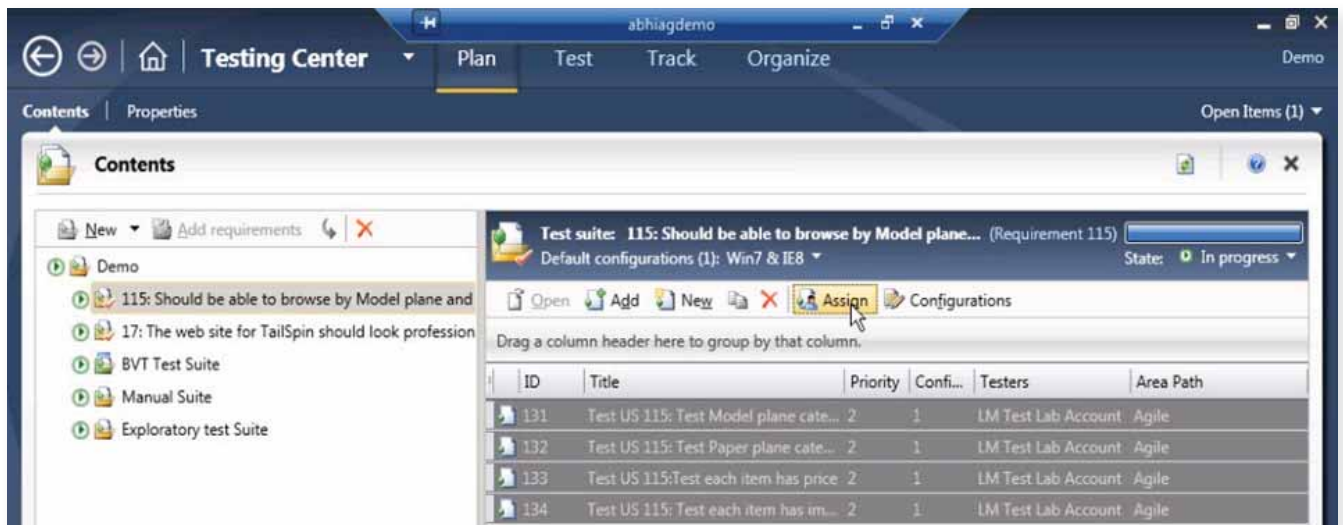 abhiagdemo
Testing Center Plan Test Track Organize Demo
Contents | Properties Open Items (1)
Contents
New Add requirements
Demo
115: Should be able to browse by Model plane and
17: The web site for TailSpin should look profession
BVT Test Suite
Manual Suite
Exploratory test Suite
Test suite: 115: Should be able to browse by Model plane... (Requirement 115)
Default configurations (1): Win7 & IE8 State: In progress
Open Add New Assign Configurations
Drag a column header here to group by that column.
ID Title Priority Confi... Testers Area Path
131 Test US 115: Test Model plane cate... 2 1 LM Test Lab Account Agile
132 Test US 115: Test Paper plane cate... 2 1 LM Test Lab Account Agile
133 Test US 115:Test each item has price 2 1 LM Test Lab Account Agile
134 Test US 115: Test each item has im... 2 1 LM Test Lab Account Agile